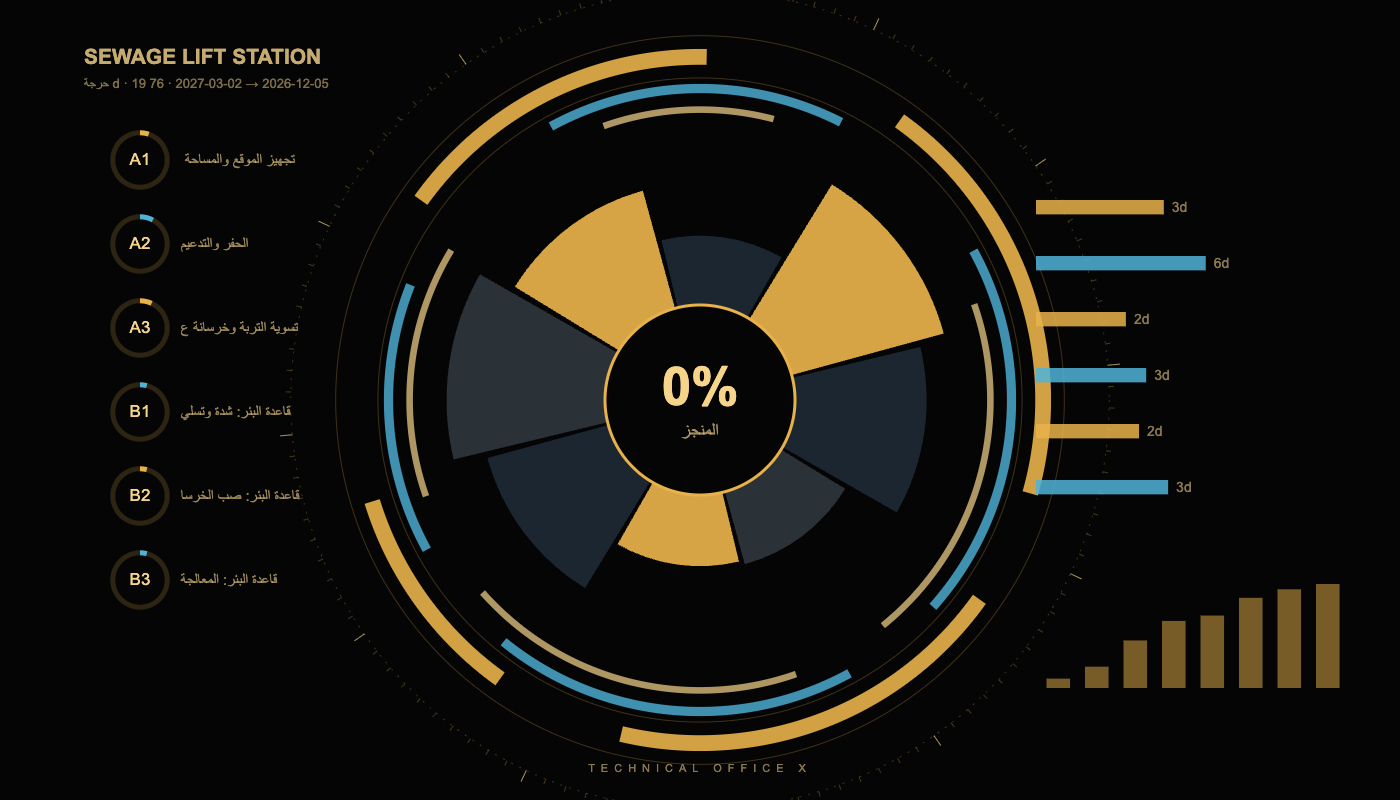 SEWAGE LIFT STATION
2026-12-05 → 2027-03-02 · 76 d · 19 حرجة
A1 تجهيز الموقع والمساحة
A2 الحفر والتدعيم
A3 تسوية التربة وخرسانة ع
B1 قاعدة البئر: شدة وتسلي
B2 قاعدة البئر: صب الخرسا
B3 قاعدة البئر: المعالجة
0%
المنجز
3d
6d
2d
3d
2d
3d
TECHNICAL OFFICE X